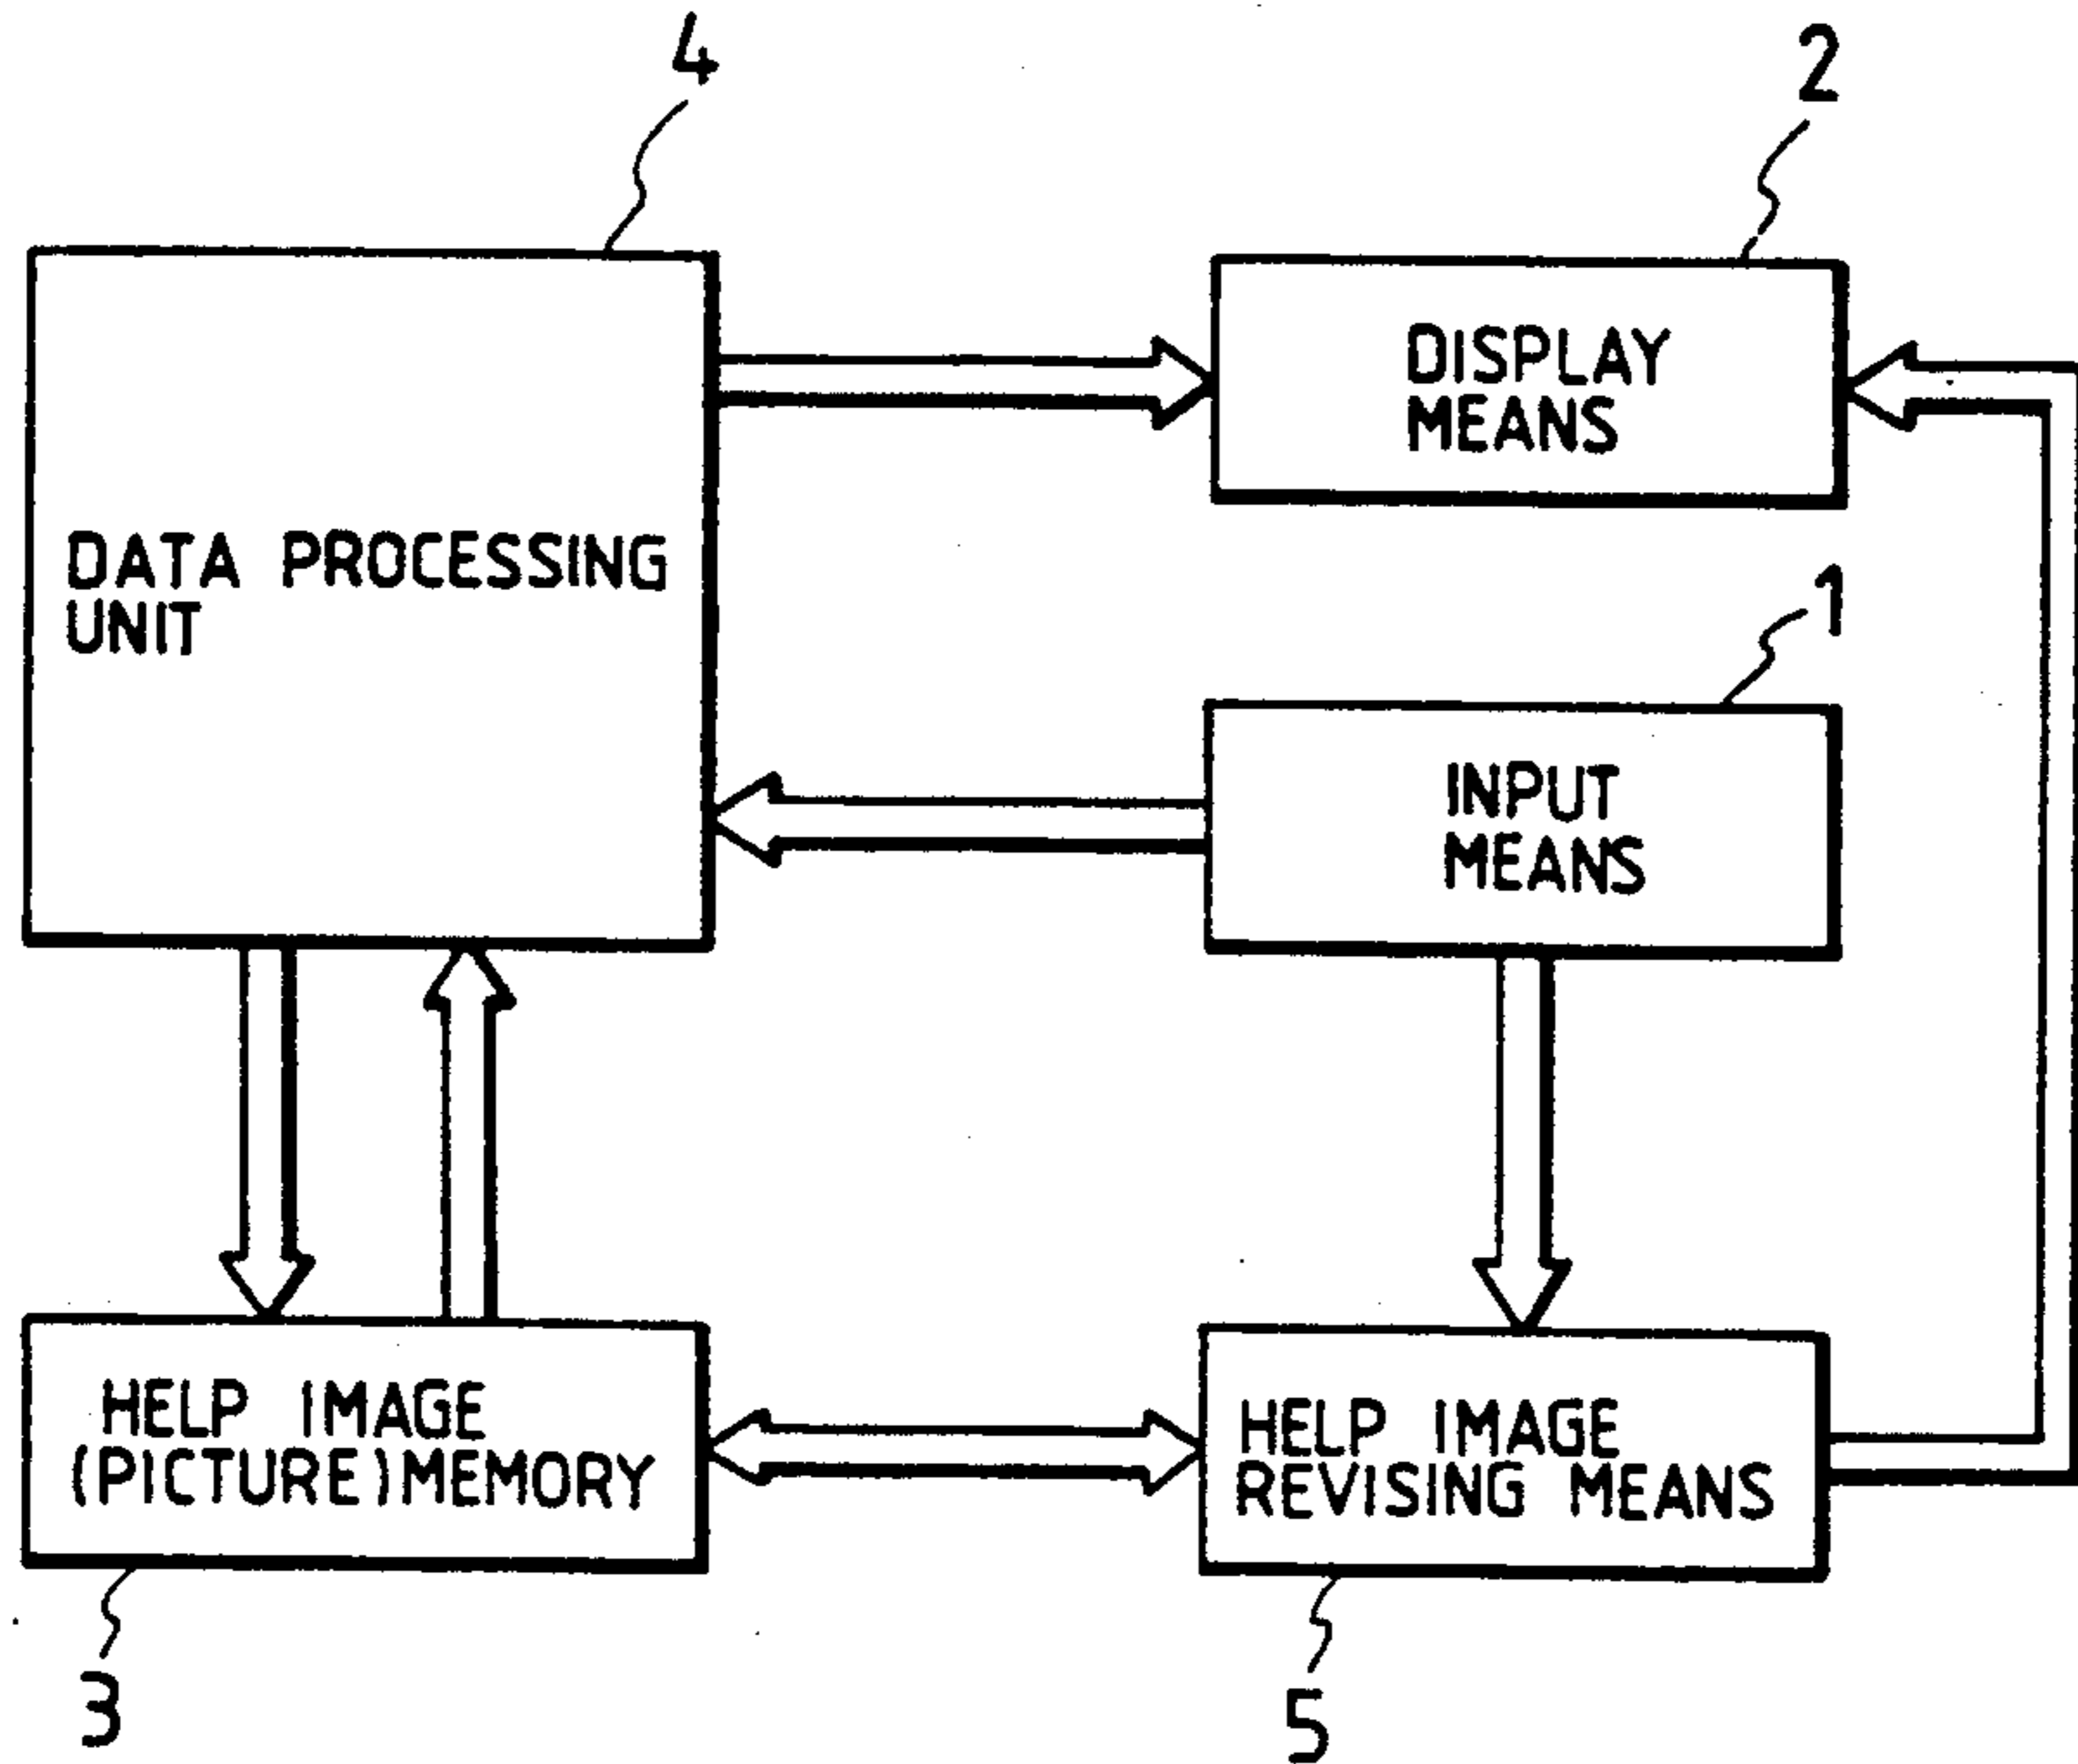 4
2
DISPLAY
MEANS
DATA PROCESSING
UNIT
1
INPUT
MEANS
HELP IMAGE
(PICTURE)MEMORY
HELP IMAGE
REVISING MEANS
3
5